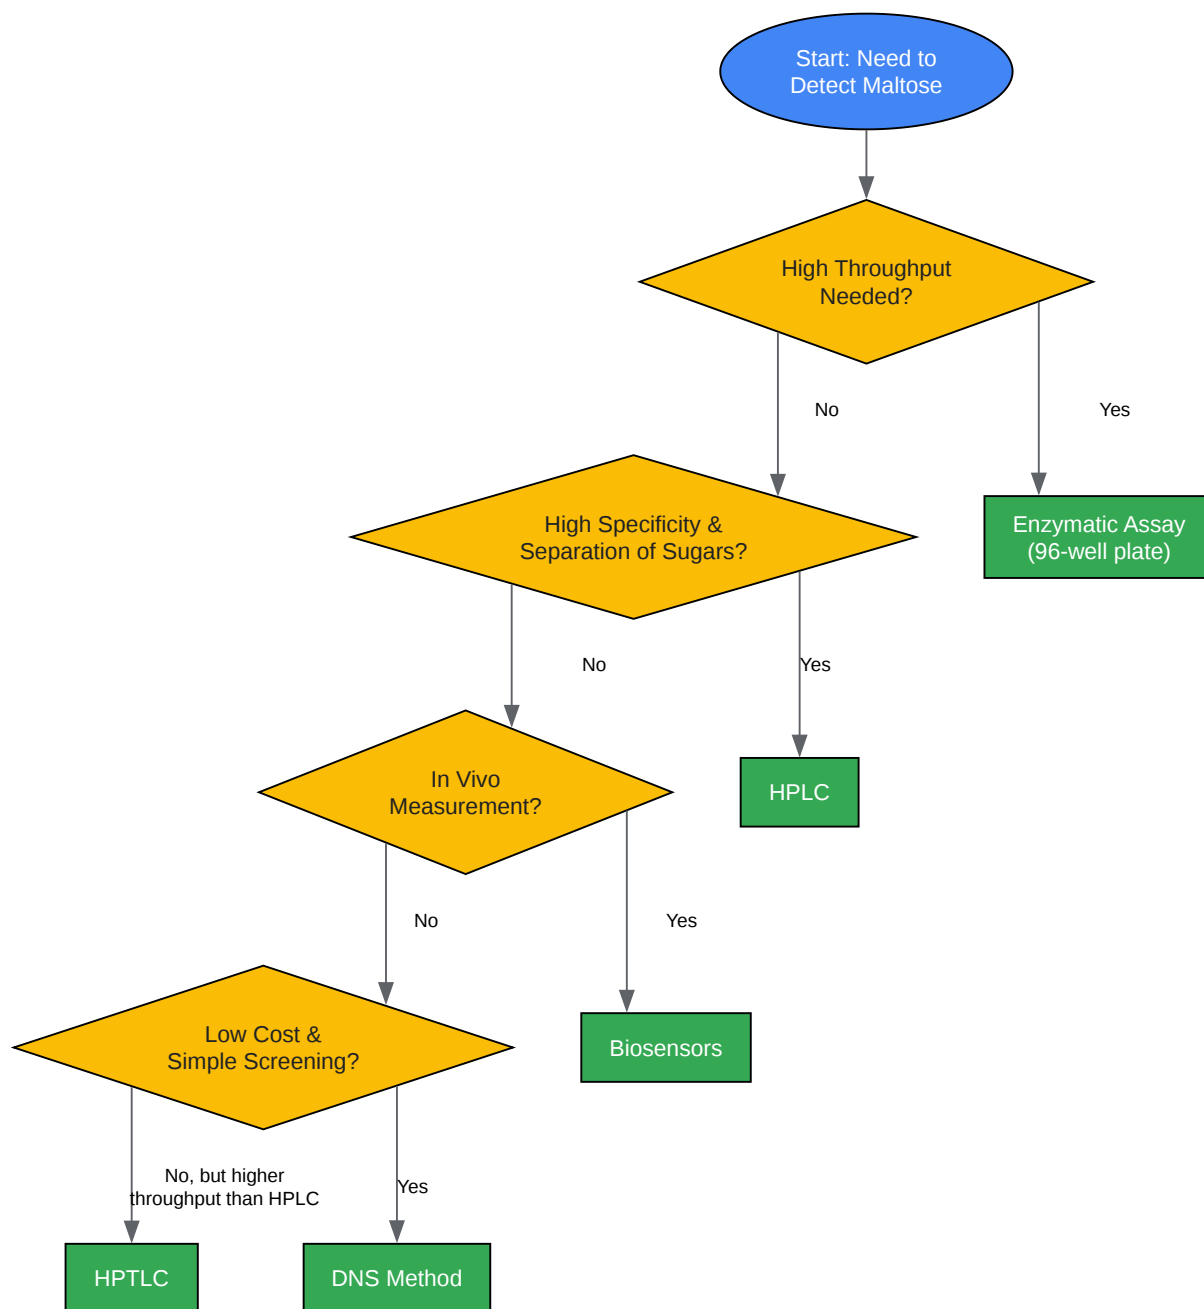 Start: Need to
Detect Maltose
High Throughput
Needed?
No
Yes
High Specificity &
Separation of Sugars?
Enzymatic Assay
(96-well plate)
No
Yes
In Vivo
Measurement?
HPLC
No
Yes
Low Cost &
Simple Screening?
Biosensors
No, but higher
throughput than HPLC
Yes
HPTLC
DNS Method